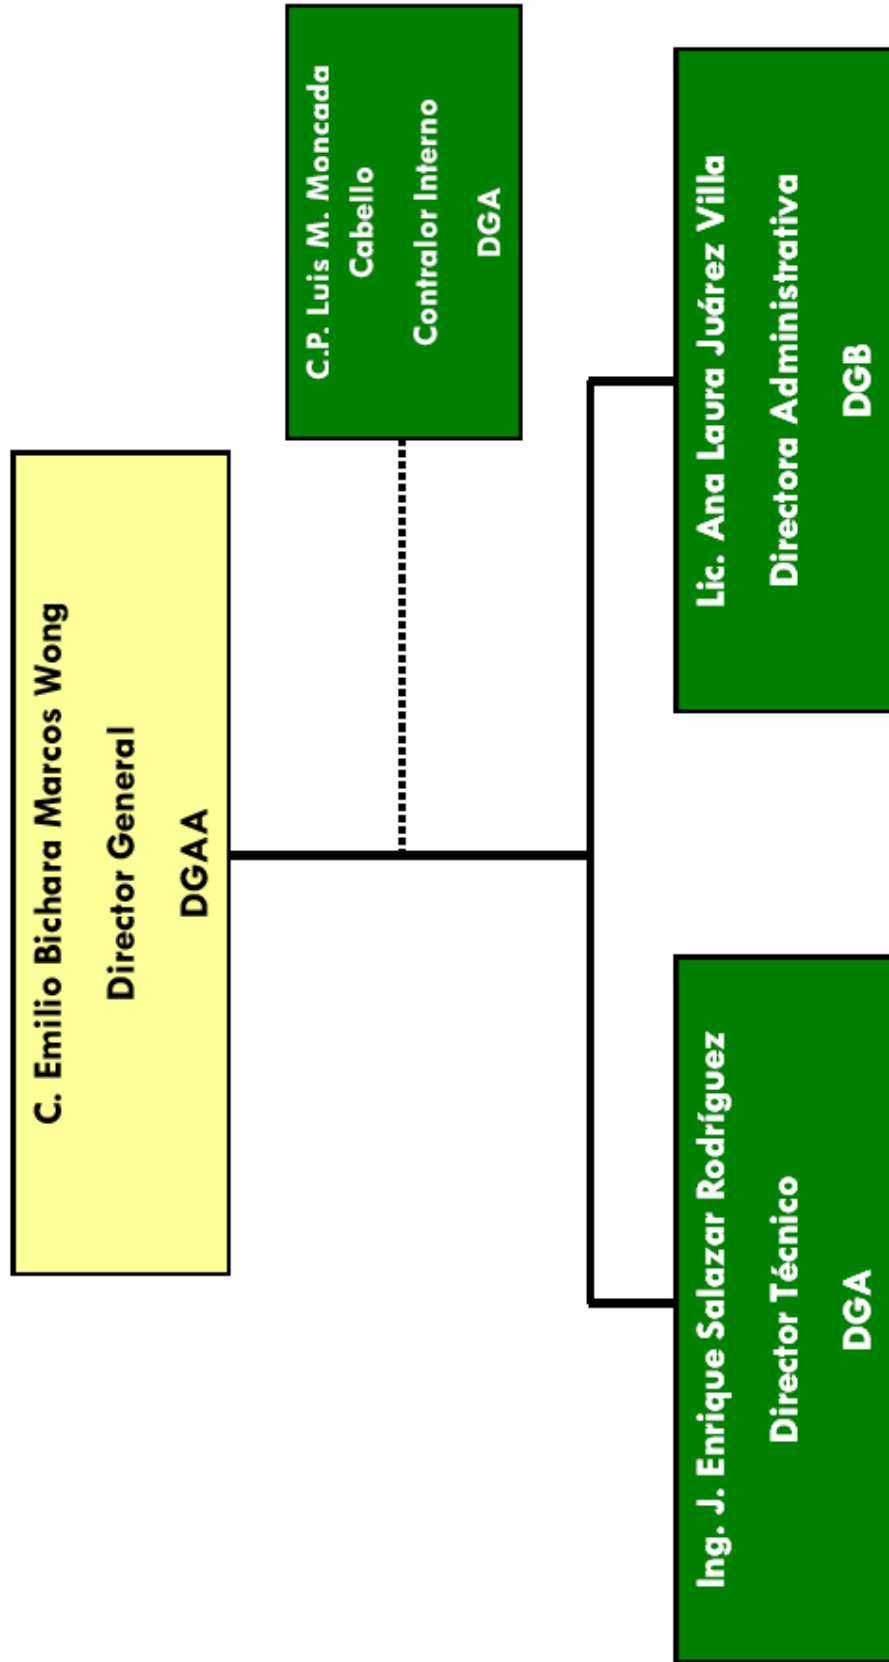 C. Emilio Bichara Marcos Wong
Director General
DGAA
C.P. Luis M. Moncada
Cabello
Contralor Interno
DGA
Ing. J. Enrique Salazar Rodríguez
Director Técnico
DGA
Lic. Ana Laura Juárez Villa
Directora Administrativa
DGB